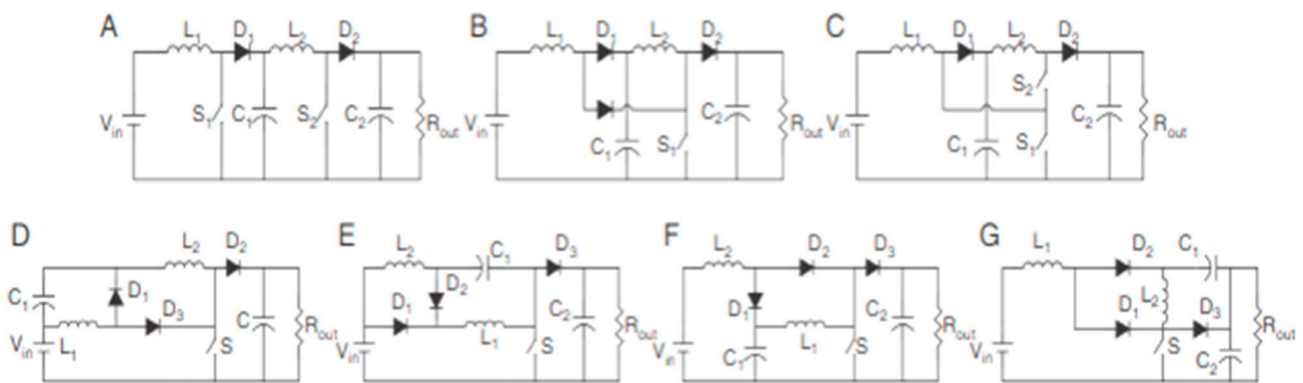 A
L1 D1 L2 D2
Vin S1 C1 S2 C2 Rout
B
L1 D1 L2 D2
Vin C1 S1 C2 Rout
C
L1 D1 L2 D2
S2
Vin C1 S1 C2 Rout
D
L2 D2
C1 D1
D3 C Rout
Vin L1 S
E
L2 C1 D3
D2
D1 C2 Rout
Vin L1 S
F
L2 D2 D3
D1 C2 Rout
Vin C1 L1 S
G
L1 D2 C1
L2
D1 D3
Vin S C2 Rout